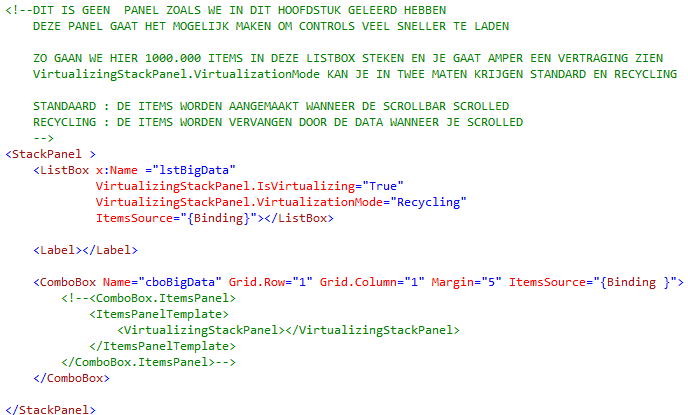 <!--DIT IS GEEN  PANEL ZOALS WE IN DIT HOOFDSTUK GELEERD HEBBEN
DEZE PANEL GAAT HET MOGELIJK MAKEN OM CONTROLS VEEL SNELLER TE LADEN
ZO GAAN WE HIER 1000.000 ITEMS IN DEZE LISTBOX STEKEN EN JE GAAT AMPER EEN VERTRAGING ZIEN
VirtualizingStackPanel.VirtualizationMode KAN JE IN TWEE MATEN KRIJGEN STANDARD EN RECYCLING
STANDAARD : DE ITEMS WORDEN AANGEMAAKT WANNEER DE SCROLLBAR SCROLLED
RECYCLING : DE ITEMS WORDEN VERVANGEN DOOR DE DATA WANNEER JE SCROLLED
-->
<StackPanel >
<ListBox x:Name ="lstBigData"
VirtualizingStackPanel.IsVirtualizing="True"
VirtualizingStackPanel.VirtualizationMode="Recycling"
ItemsSource="{Binding}"></ListBox>
<Label></Label>
<ComboBox Name="cboBigData" Grid.Row="1" Grid.Column="1" Margin="5" ItemsSource="{Binding }">
<!--<ComboBox.ItemsPanel>
<ItemsPanelTemplate>
<VirtualizingStackPanel></VirtualizingStackPanel>
</ItemsPanelTemplate>
</ComboBox.ItemsPanel>-->
</ComboBox>
</StackPanel>